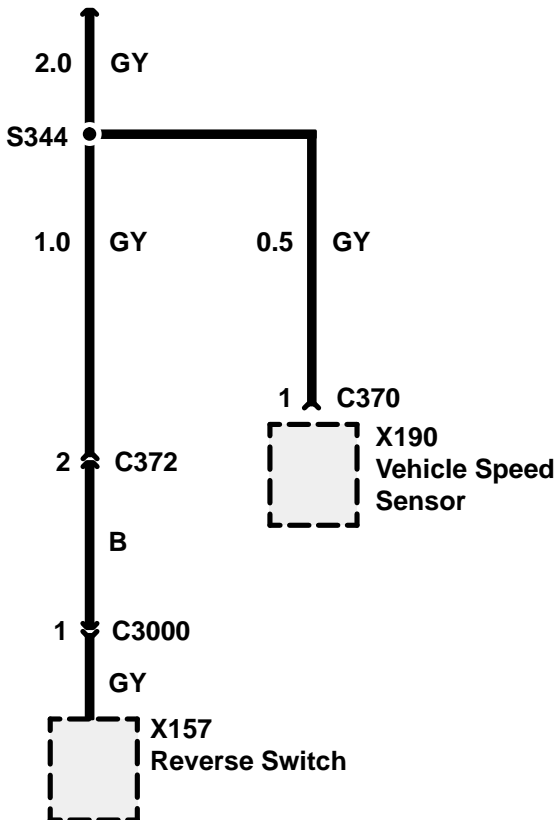 2.0 GY
S344
1.0 GY
0.5 GY
1 C370
X190
Vehicle Speed
Sensor
2 C372
B
1 C3000
GY
X157
Reverse Switch